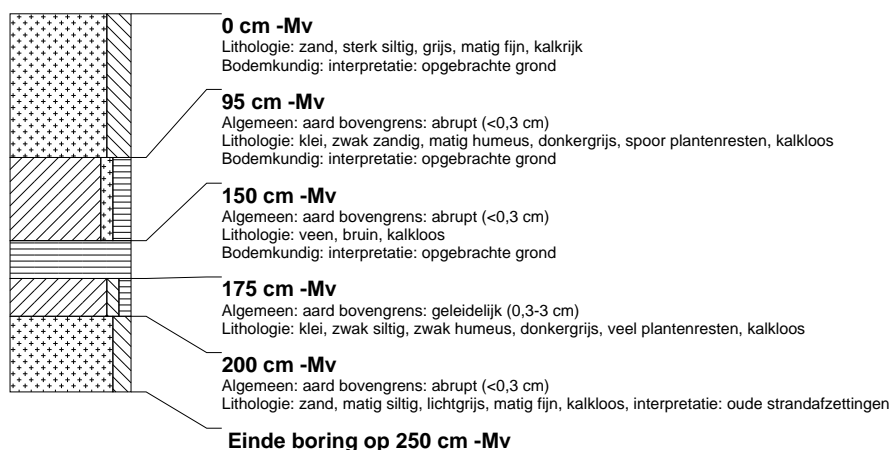 0 cm -Mv
Lithologie: zand, sterk siltig, grijs, matig fijn, kalkrijk
Bodemkundig: interpretatie: opgebrachte grond
95 cm -Mv
Algemeen: aard bovengrens: abrupt (<0,3 cm)
Lithologie: klei, zwak zandig, matig humeus, donkergrijs, spoor plantenresten, kalkloos
Bodemkundig: interpretatie: opgebrachte grond
150 cm -Mv
Algemeen: aard bovengrens: abrupt (<0,3 cm)
Lithologie: veen, bruin, kalkloos
Bodemkundig: interpretatie: opgebrachte grond
175 cm -Mv
Algemeen: aard bovengrens: geleidelijk (0,3-3 cm)
Lithologie: klei, zwak siltig, zwak humeus, donkergrijs, veel plantenresten, kalkloos
200 cm -Mv
Algemeen: aard bovengrens: abrupt (<0,3 cm)
Lithologie: zand, matig siltig, lichtgrijs, matig fijn, kalkloos, interpretatie: oude strandafzettingen
Einde boring op 250 cm -Mv